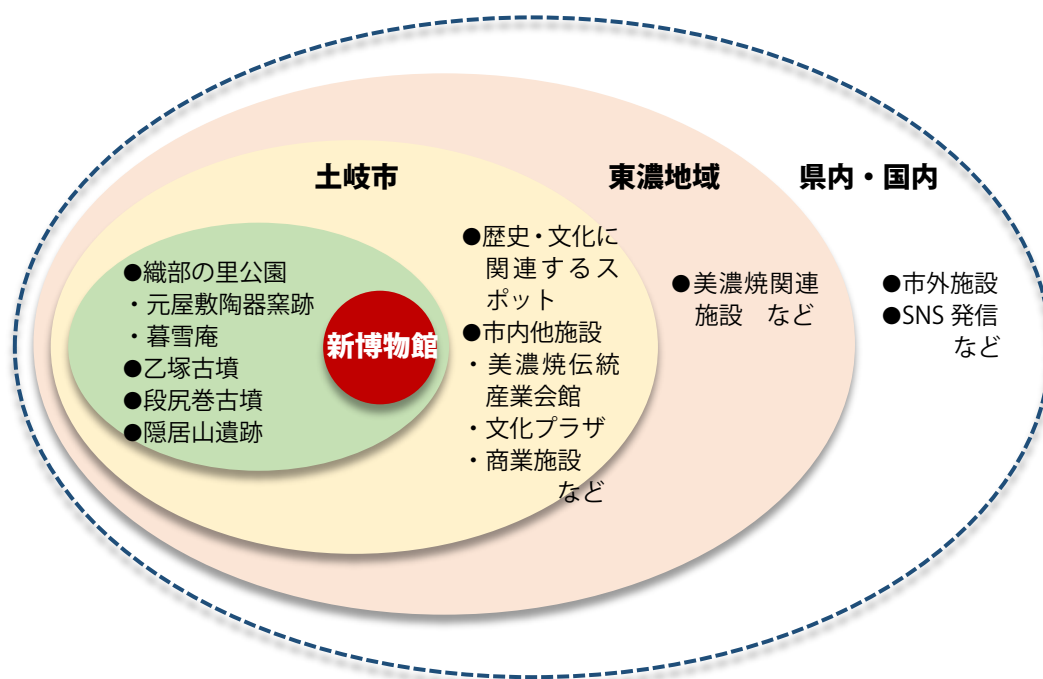 土岐市
東濃地域
県内・国内
●織部の里公園
・元屋敷陶器窯跡
・暮雪庵
●乙塚古墳
●段尻巻古墳
●隠居山遺跡
新博物館
●歴史・文化に
関連するス
ポット
●市内他施設
・美濃焼伝統
産業会館
・文化プラザ
・商業施設
など
●美濃焼関連
施設　など
●市外施設
●SNS 発信
など